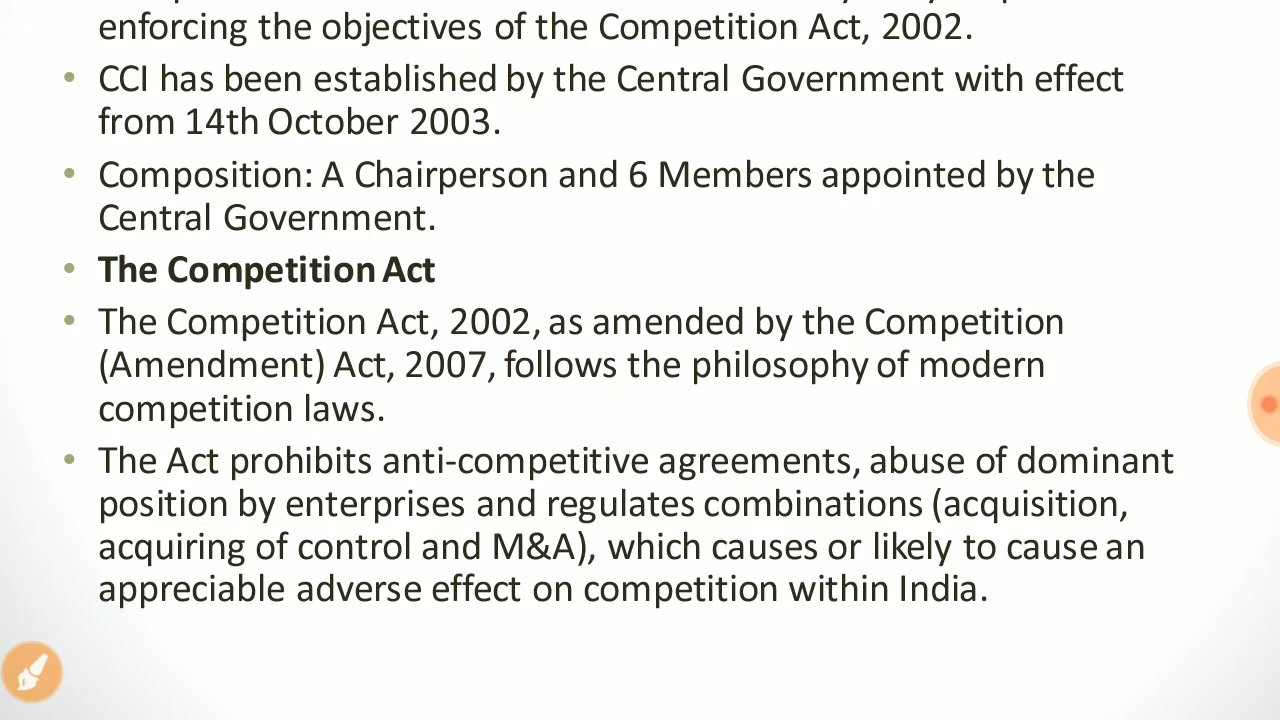 enforcing the objectives of the Competition Act, 2002.
• CCI has been established by the Central Government with effect
from 14th October 2003.
• Composition: A Chairperson and 6 Members appointed by the
Central Government.
• The Competition Act
• The Competition Act, 2002, as amended by the Competition
(Amendment) Act, 2007, follows the philosophy of modern
competition laws.
• The Act prohibits anti-competitive agreements, abuse of dominant
position by enterprises and regulates combinations (acquisition,
acquiring of control and M&A), which causes or likely to cause an
appreciable adverse effect on competition within India.